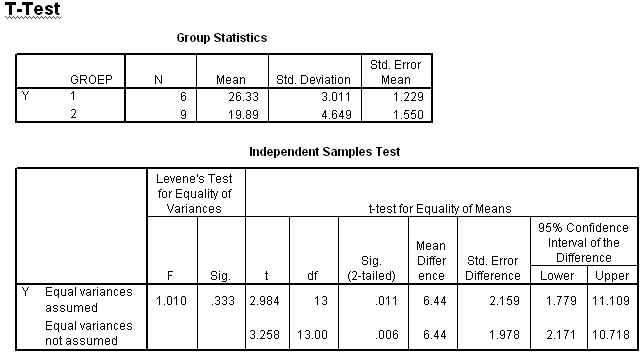 T-Test
Group Statistics
GROEP N Mean Std. Deviation Std. Error Mean
Y 1 6 26.33 3.011 1.229
2 9 19.89 4.649 1.550
Independent Samples Test
Levene's Test for Equality of Variances
t-test for Equality of Means
F Sig. t df Sig. (2-tailed) Mean Differ ence Std. Error Difference 95% Confidence Interval of the Difference
Lower Upper
Y Equal variances assumed 1.010 .333 2.984 13 .011 6.44 2.159 1.779 11.109
Equal variances not assumed 3.258 13.00 .006 6.44 1.978 2.171 10.718